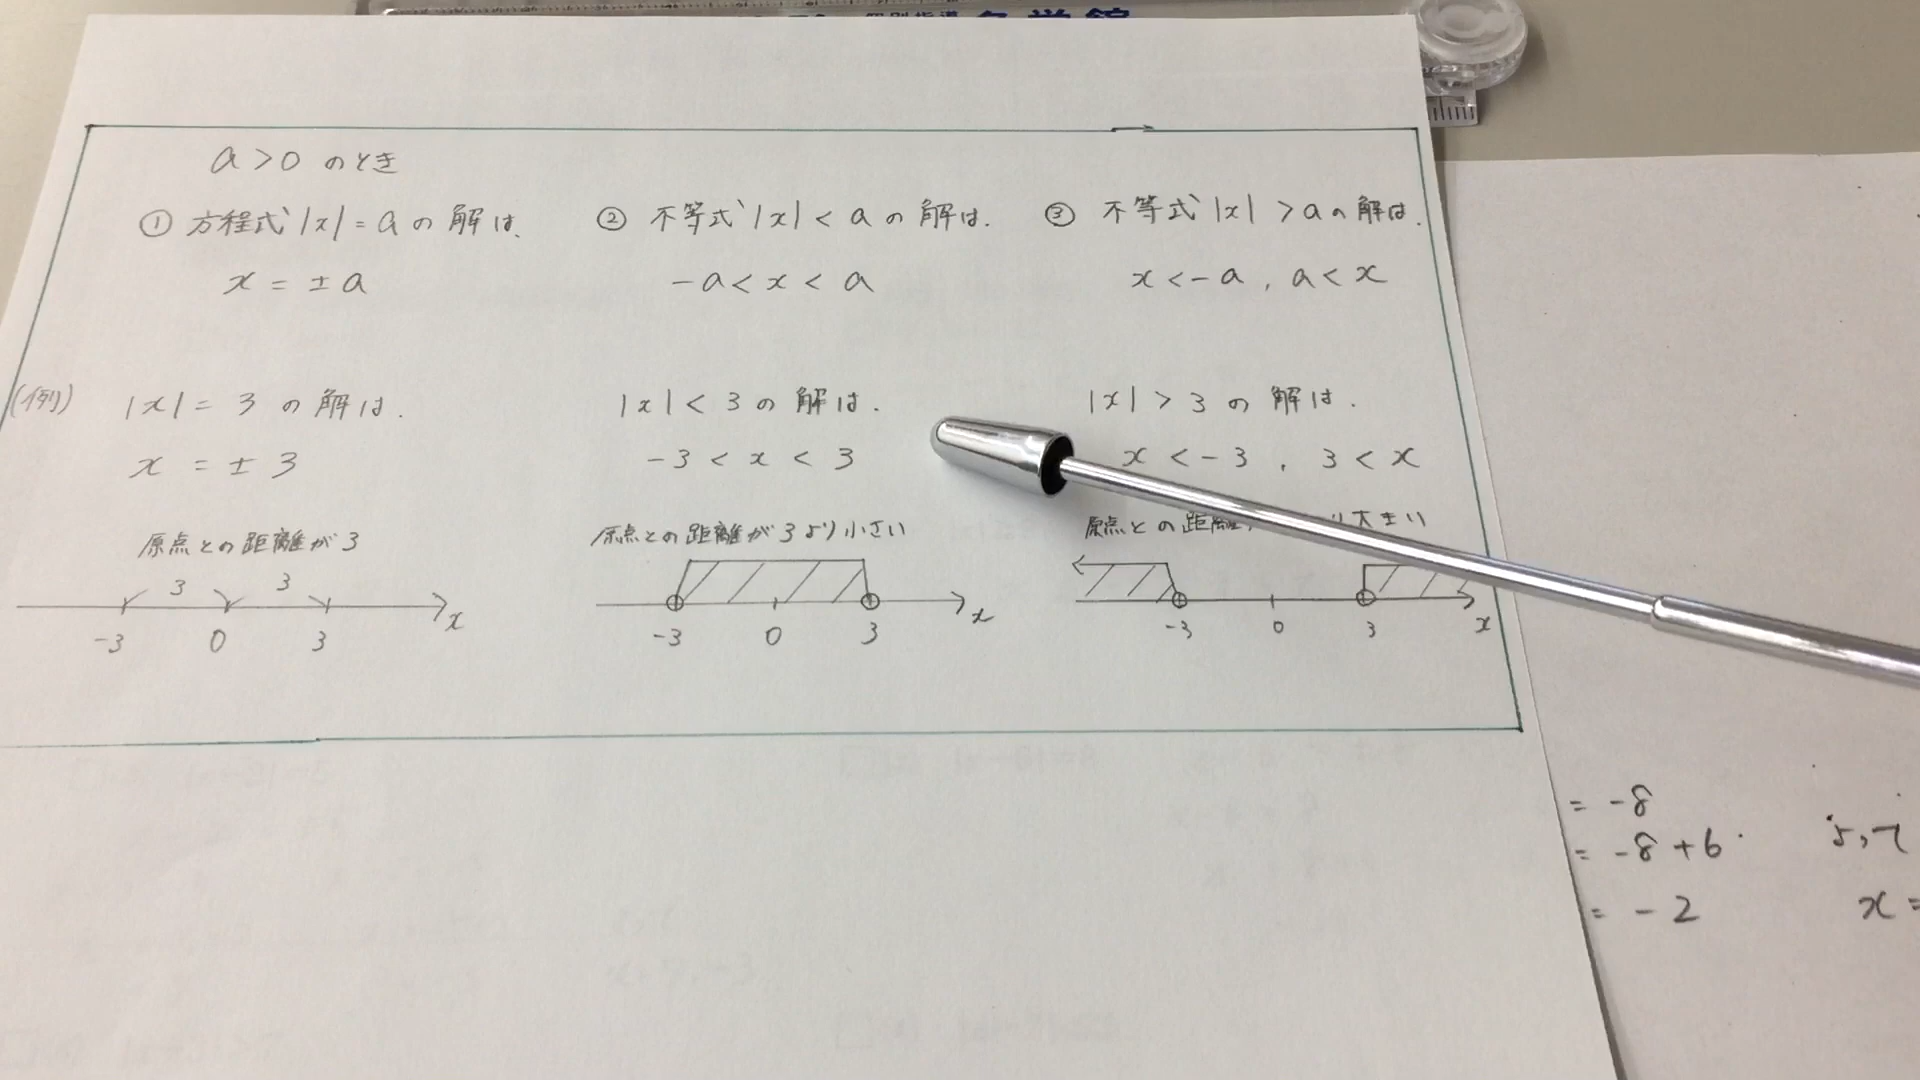 a>0 のとき
① 方程式 |x|=a の解は、
x = ±a
② 不等式 |x|<a の解は、
-a<x<a
③ 不等式 |x|>a の解は、
x<-a , a<x
(例) |x|=3 の解は、
x = ±3
原点との距離が3
3 3
-3 0 3 x
|x|<3 の解は、
-3<x<3
原点との距離が3より小さい
-3 0 3 x
|x|>3 の解は、
x<-3 , 3<x
原点との距離 り大きい
-3 0 3 x
= -8
= -8+6 よって
= -2 x =